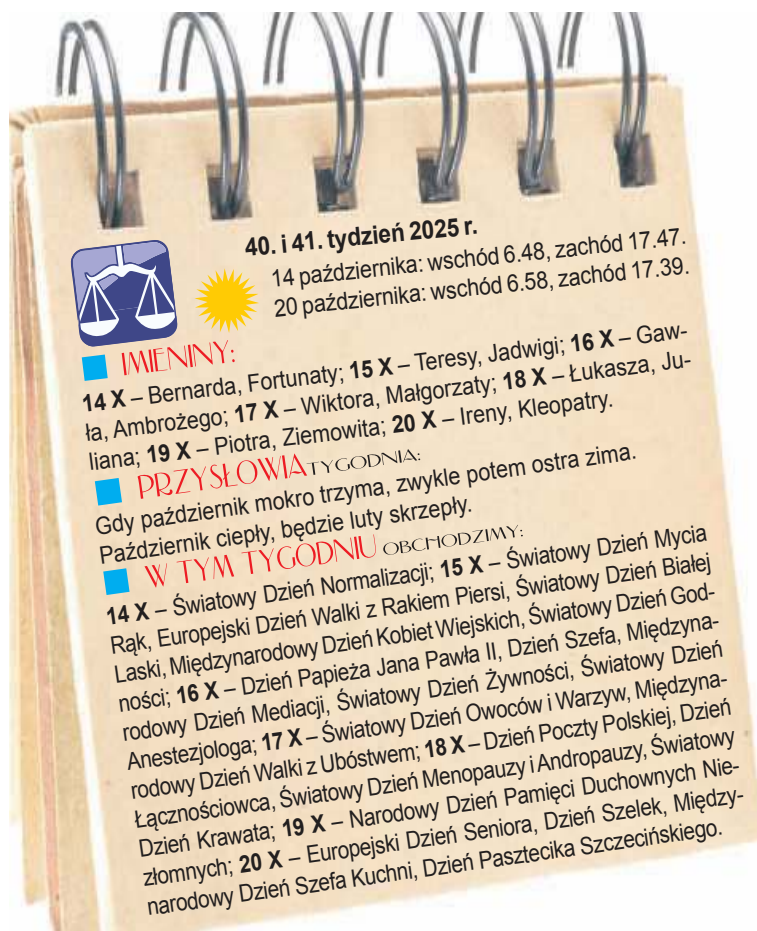 40. i 41. tydzień 2025 r.
14 października: wschód 6.48, zachód 17.47.
20 października: wschód 6.58, zachód 17.39.
IMIENINY:
14 X – Bernarda, Fortunaty; 15 X – Teresy, Jadwigi; 16 X – Gaw-
ła, Ambrożego; 17 X – Wiktora, Małgorzaty; 18 X – Łukasza, Ju-
liana; 19 X – Piotra, Ziemowita; 20 X – Ireny, Kleopatry.
PRZYSŁOWIA TYGODNIA:
Gdy październik mokro trzyma, zwykle potem ostra zima.
Październik ciepły, będzie luty skrzepły.
W TYM TYGODNIU OBCHODZIMY:
14 X – Światowy Dzień Normalizacji; 15 X – Światowy Dzień Mycia
Rąk, Europejski Dzień Walki z Rakiem Piersi, Światowy Dzień Białej
Laski, Międzynarodowy Dzień Kobiet Wiejskich, Światowy Dzień God-
ności; 16 X – Dzień Papieża Jana Pawła II, Dzień Szefa, Międzyna-
rodowy Dzień Mediacji, Światowy Dzień Żywności, Światowy Dzień
Anestezjologa; 17 X – Światowy Dzień Owoców i Warzyw, Międzyna-
rodowy Dzień Walki z Ubóstwem; 18 X – Dzień Poczty Polskiej, Dzień
Łącznościowca, Światowy Dzień Menopauzy i Andropauzy, Światowy
Dzień Krawata; 19 X – Narodowy Dzień Pamięci Duchownych Nie-
złomnych; 20 X – Europejski Dzień Seniora, Dzień Szelek, Między-
narodowy Dzień Szefa Kuchni, Dzień Pasztecika Szczecińskiego.